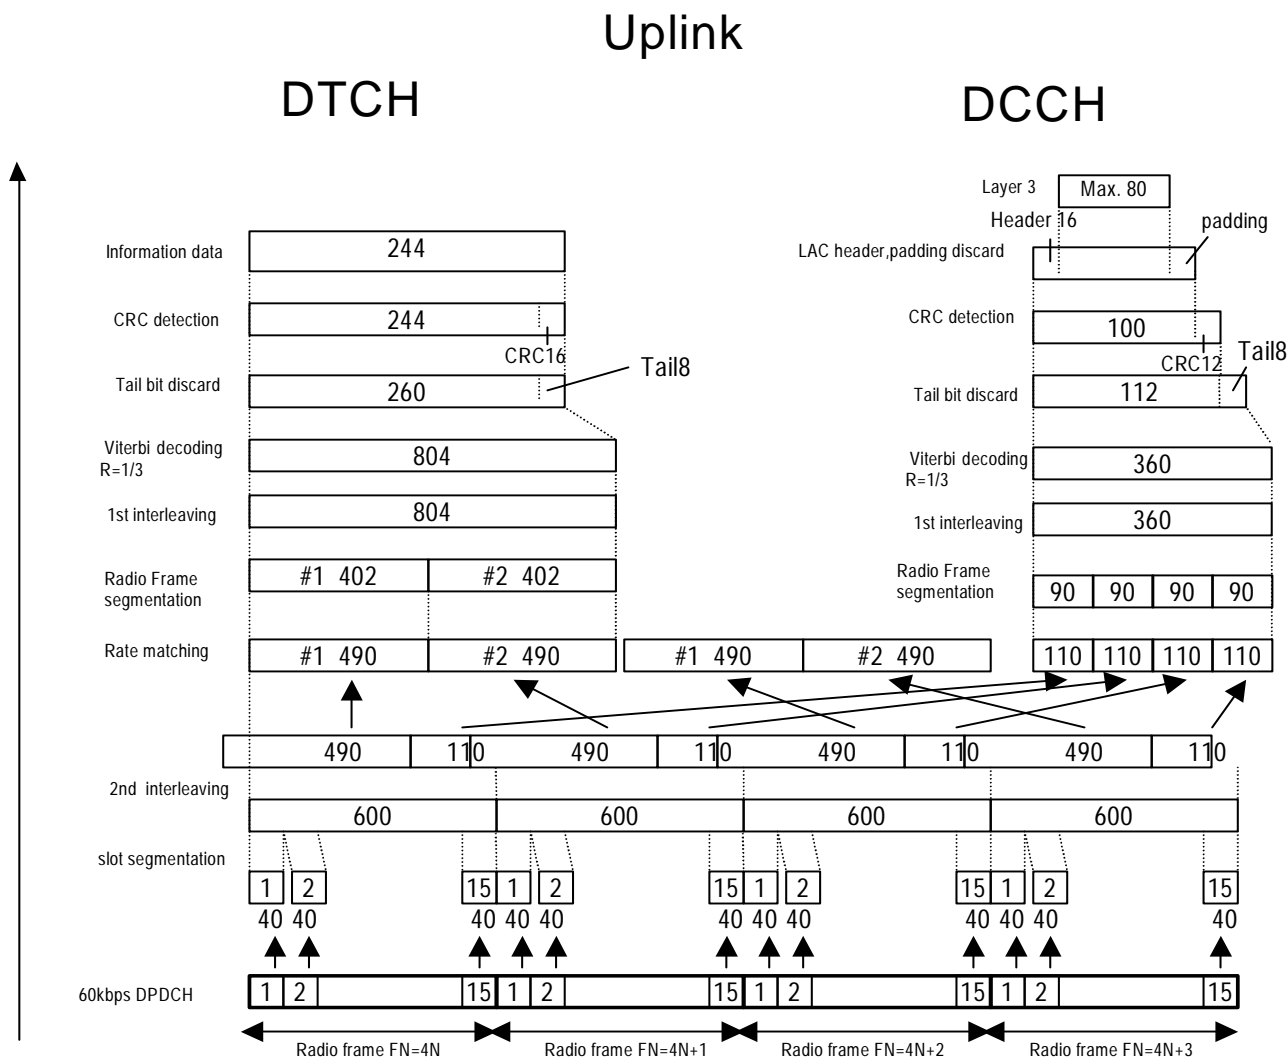 Uplink
DTCH
DCCH
Layer 3
Max. 80
Header 16
padding
Information data
244
LAC header,padding discard
CRC detection
244
CRC16
CRC detection
100
CRC12
Tail bit discard
260
Tail8
Tail bit discard
112
Tail8
Viterbi decoding
R=1/3
804
Viterbi decoding
R=1/3
360
1st interleaving
804
1st interleaving
360
Radio Frame
segmentation
#1 402
#2 402
Radio Frame
segmentation
90 90 90 90
Rate matching
#1 490
#2 490
#1 490
#2 490
110 110 110 110
490 110 490 110 490 110 490 110
2nd interleaving
600 600 600 600
slot segmentation
1 2 15 1 2 15 1 2 15 1 2 15
40 40 40 40 40 40 40 40 40 40 40 40
60kbps DPDCH
1 2 15 1 2 15 1 2 15 1 2 15
Radio frame FN=4N
Radio frame FN=4N+1
Radio frame FN=4N+2
Radio frame FN=4N+3